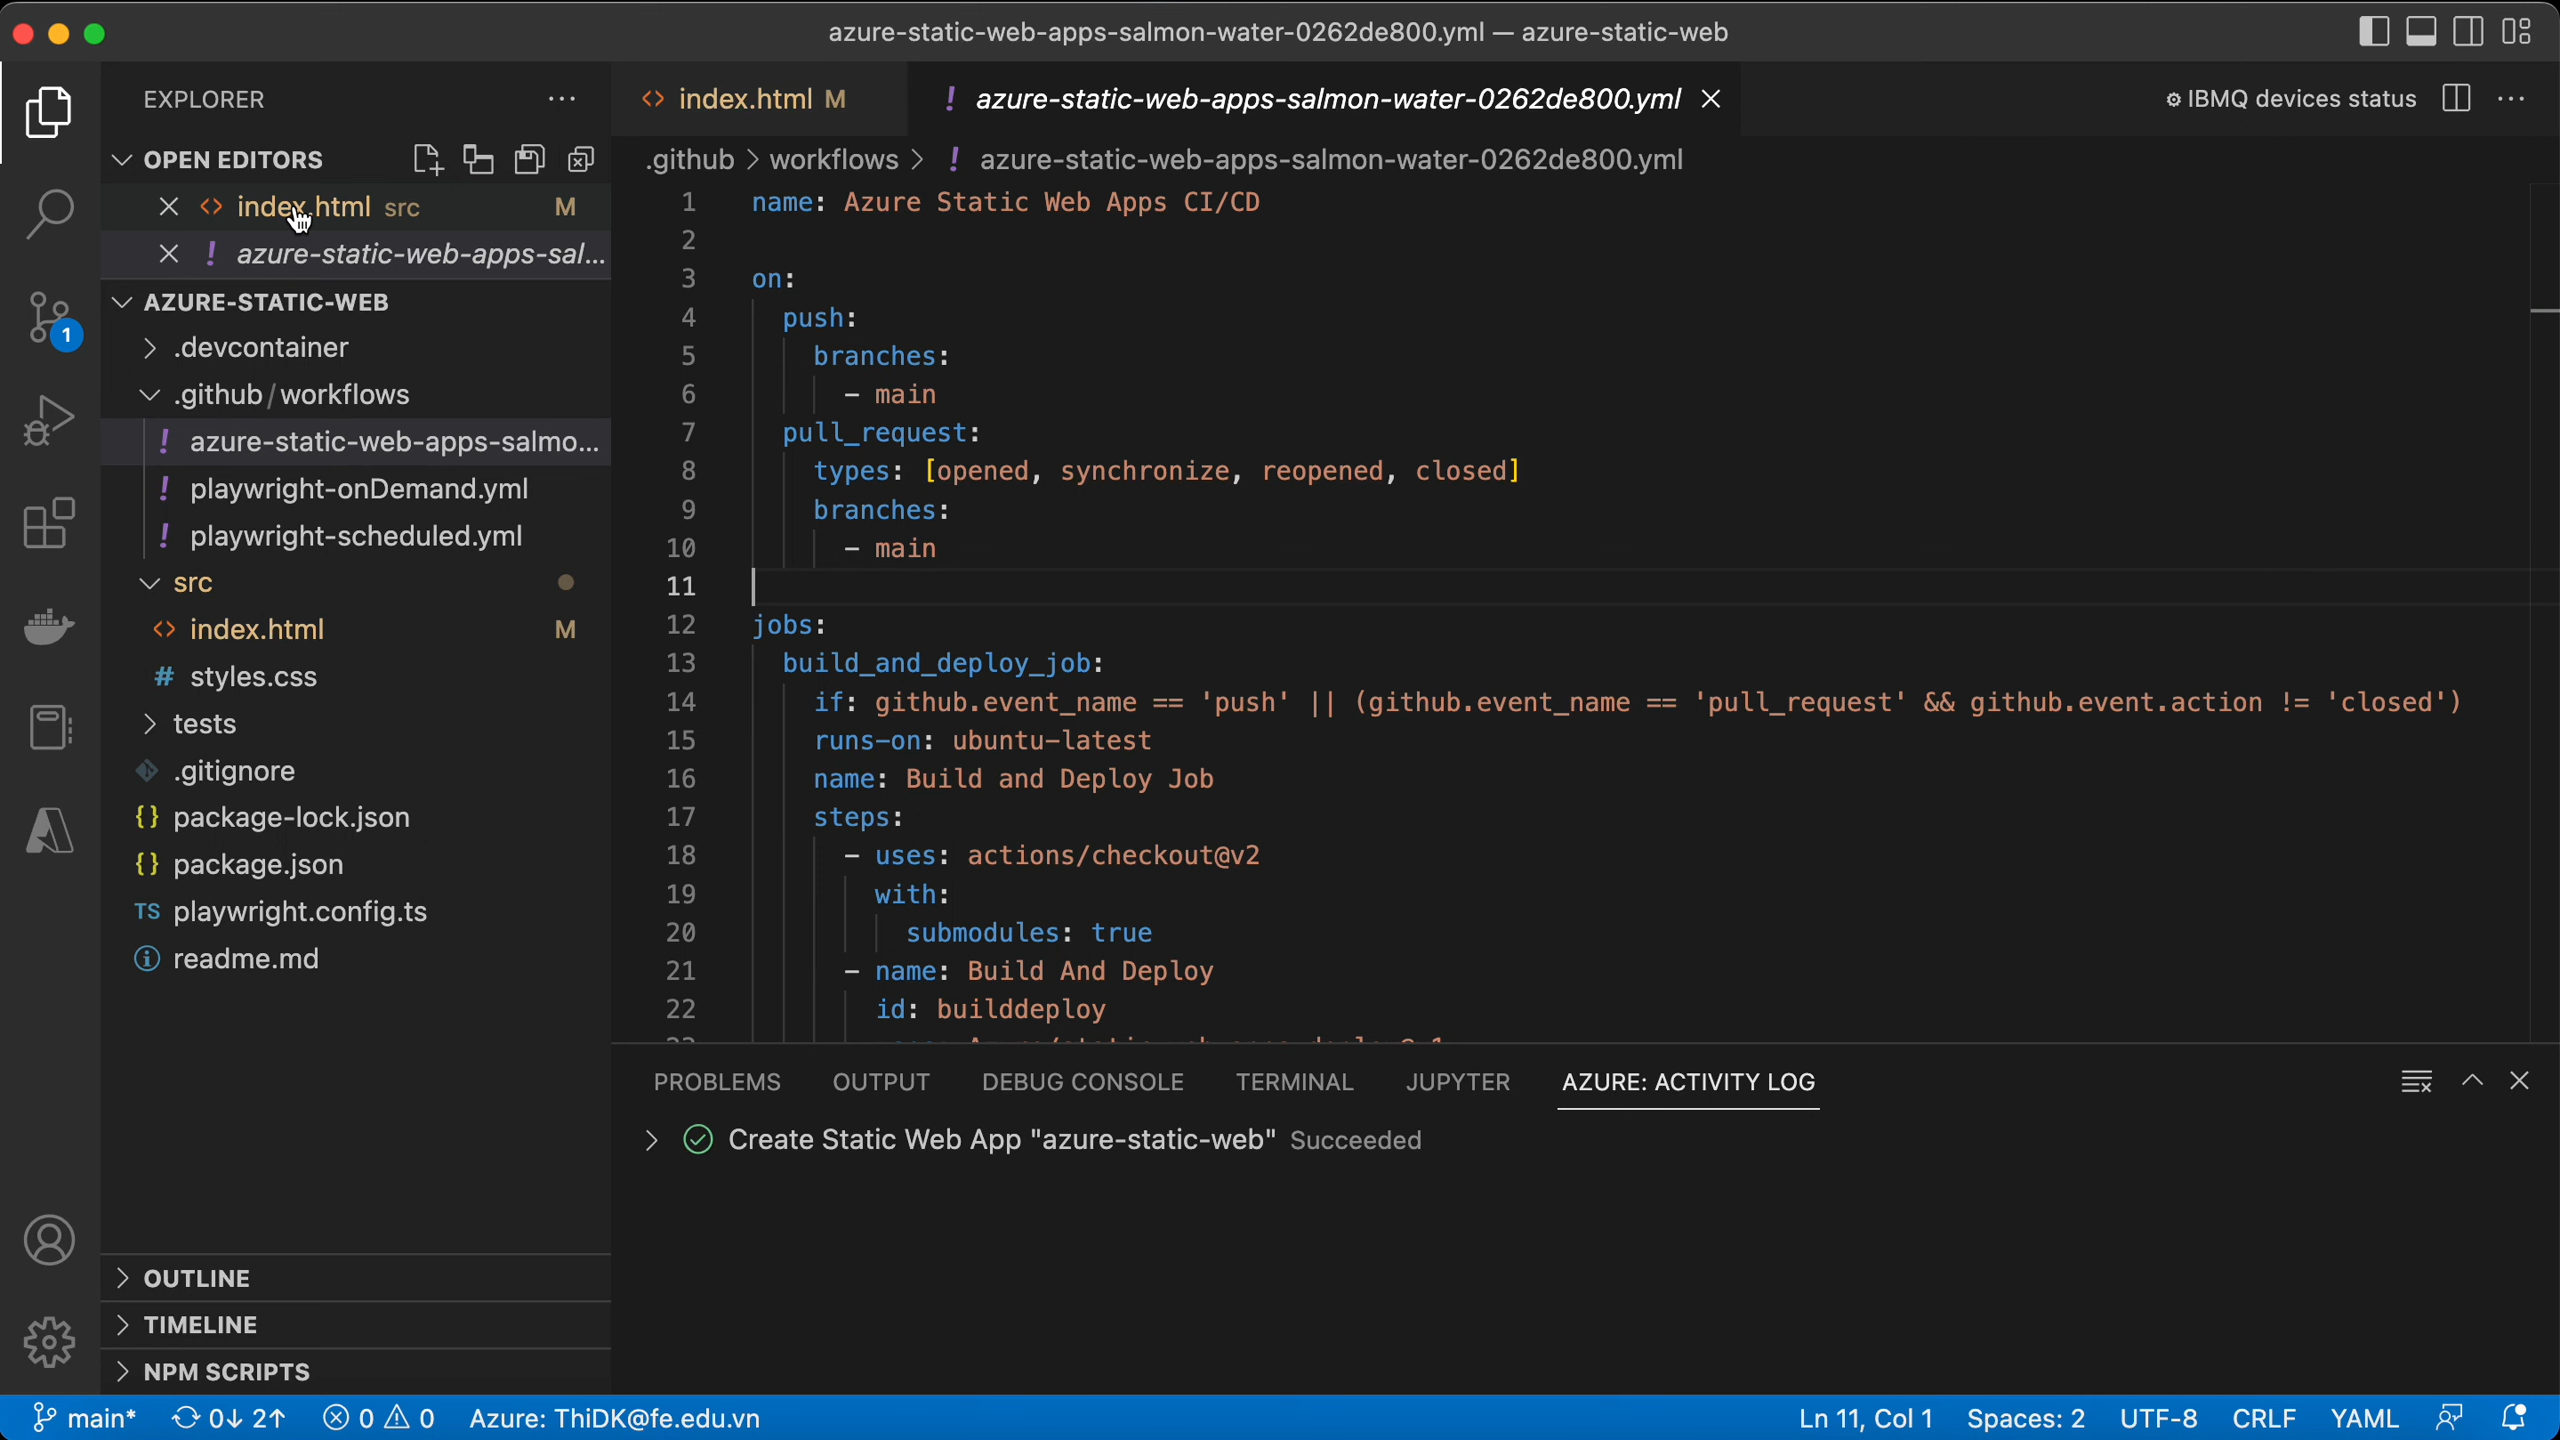 azure-static-web-apps-salmon-water-0262de800.yml — azure-static-web
EXPLORER
OPEN EDITORS
index.html src M
azure-static-web-apps-sal...
AZURE-STATIC-WEB
.devcontainer
.github/workflows
azure-static-web-apps-salmo...
playwright-onDemand.yml
playwright-scheduled.yml
src
index.html M
styles.css
tests
.gitignore
package-lock.json
package.json
TS playwright.config.ts
readme.md
OUTLINE
TIMELINE
NPM SCRIPTS
1
index.html M
azure-static-web-apps-salmon-water-0262de800.yml
IBMQ devices status
.github > workflows > ! azure-static-web-apps-salmon-water-0262de800.yml
1 name: Azure Static Web Apps CI/CD
2
3 on:
4 push:
5 branches:
6 - main
7 pull_request:
8 types: [opened, synchronize, reopened, closed]
9 branches:
10 - main
11
12 jobs:
13 build_and_deploy_job:
14 if: github.event_name == 'push' || (github.event_name == 'pull_request' && github.event.action != 'closed')
15 runs-on: ubuntu-latest
16 name: Build and Deploy Job
17 steps:
18 - uses: actions/checkout@v2
19 with:
20 submodules: true
21 - name: Build And Deploy
22 id: builddeploy
PROBLEMS OUTPUT DEBUG CONSOLE TERMINAL JUPYTER AZURE: ACTIVITY LOG
Create Static Web App "azure-static-web" Succeeded
main* 0↓ 2↑ 0 0 Azure: ThiDK@fe.edu.vn Ln 11, Col 1 Spaces: 2 UTF-8 CRLF YAML